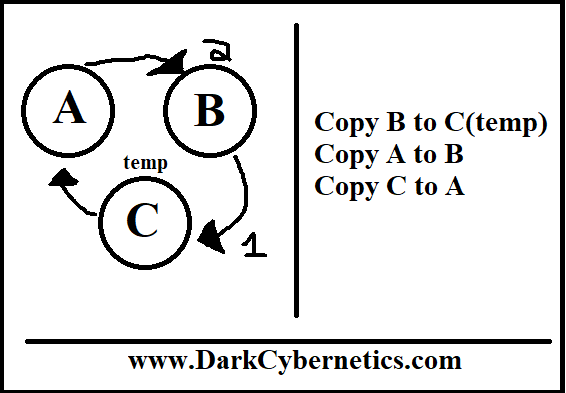 2
A
B
temp
C
1
Copy B to C(temp)
Copy A to B
Copy C to A
www.DarkCybernetics.com